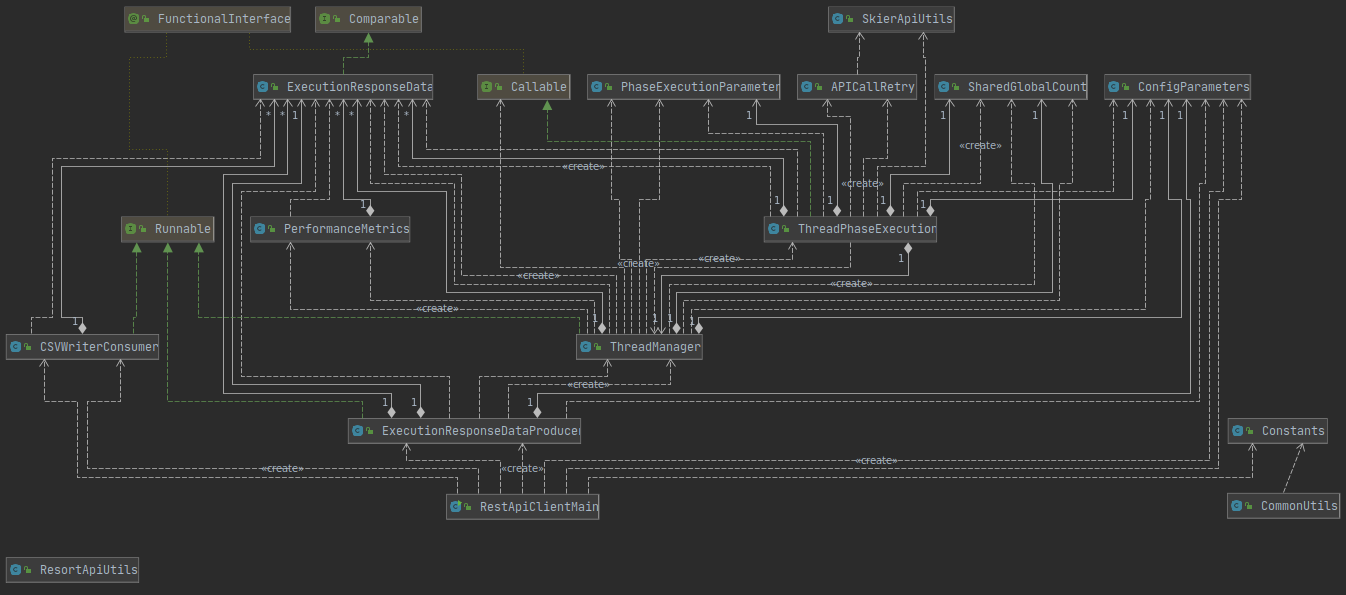 FunctionalInterface
Comparable
SkierApiUtils
ExecutionResponseData
Callable
PhaseExecutionParameter
APICallRetry
SharedGlobalCount
ConfigParameters
* * 1 * * *
1 1 1 1 1 1
«create»
«create»
«create»
1 1 1 1 1
Runnable
PerformanceMetrics
ThreadPhaseExecution
«create»
«create»
1
«create»
«create»
«create»
1
1 1 1 1
CSVWriterConsumer
ThreadManager
«create»
1 1 1
ExecutionResponseDataProducer
Constants
«create»
«create»
«create»
RestApiClientMain
CommonUtils
ResortApiUtils